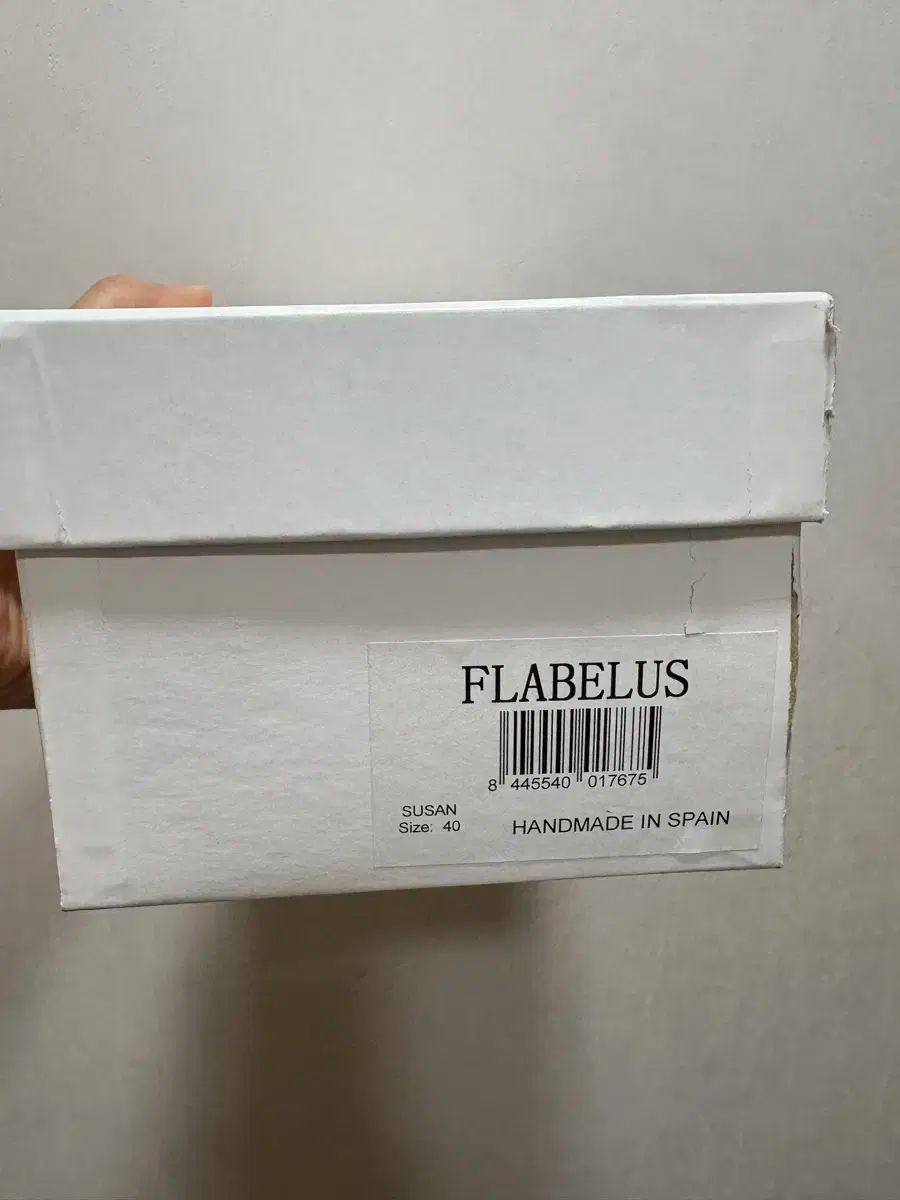 FLABELUS
8 445540 017675
SUSAN
Size: 40
HANDMADE IN SPAIN